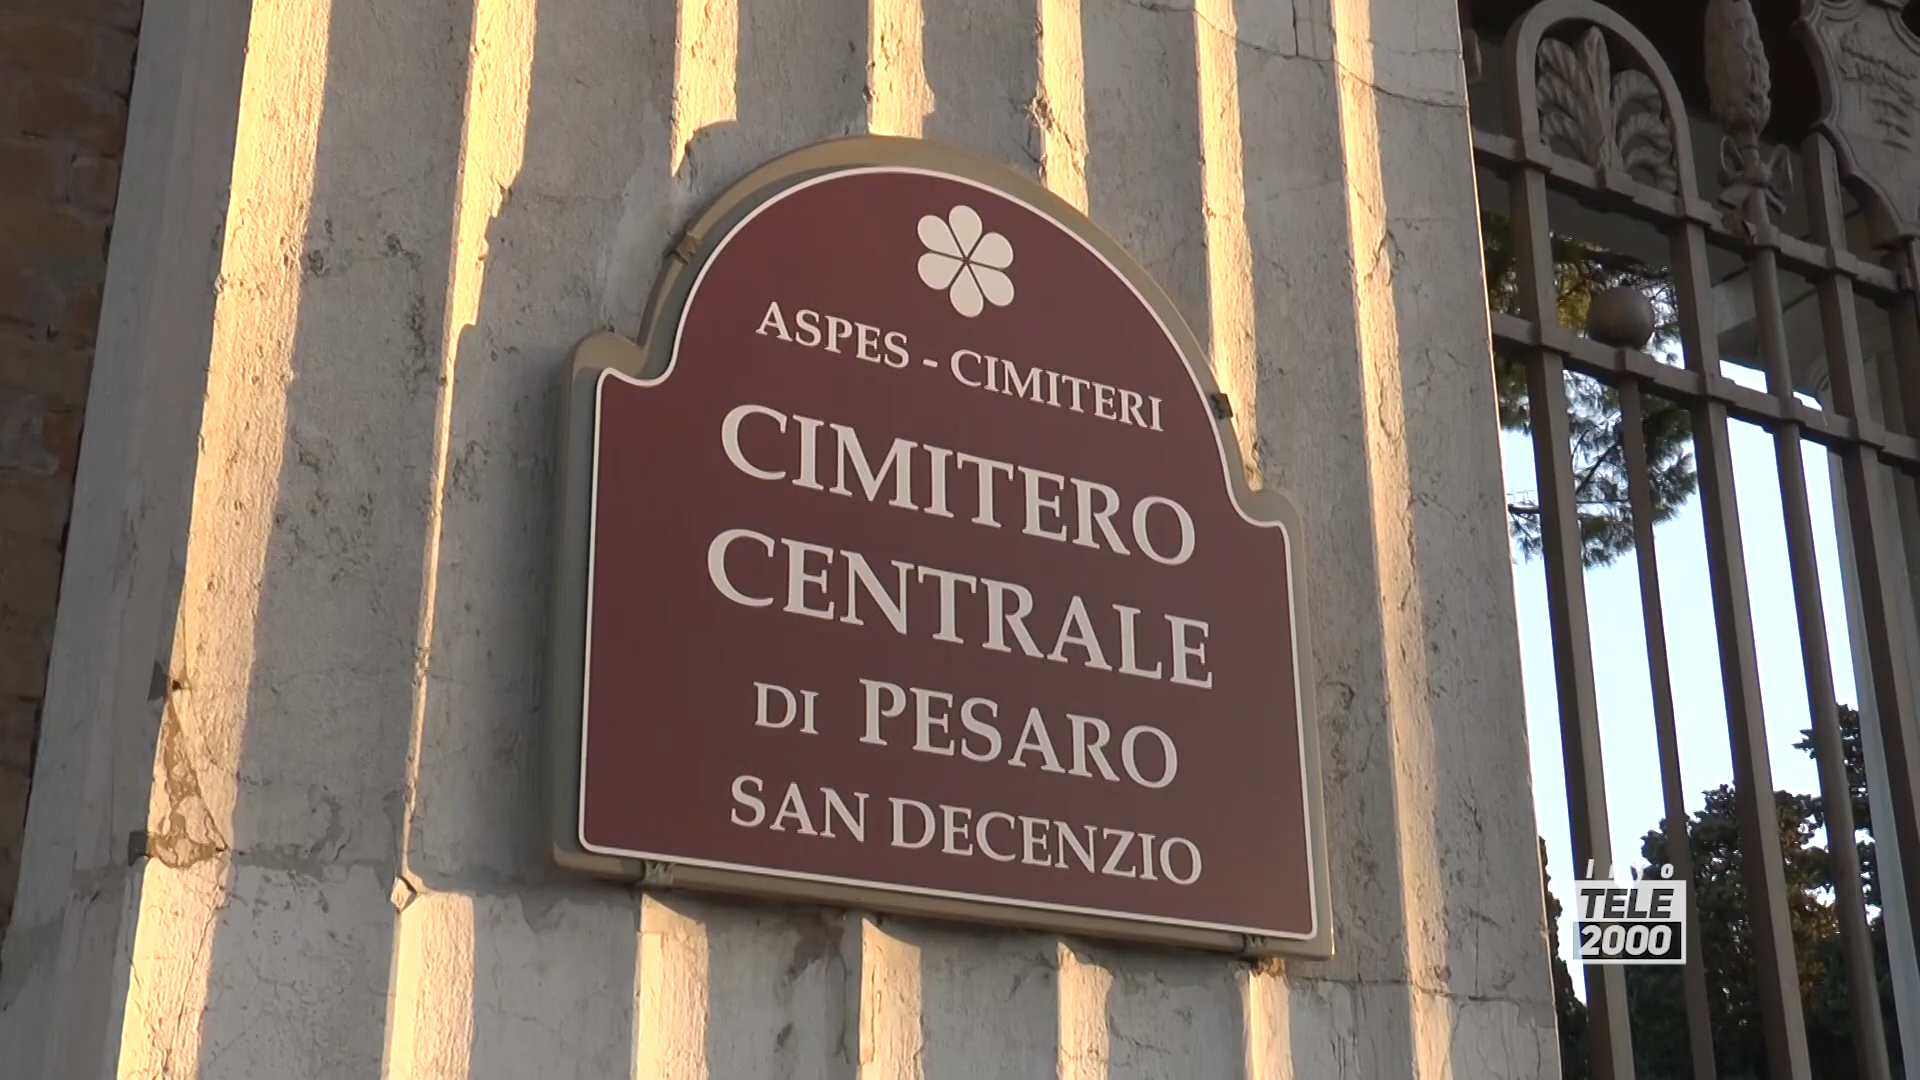 ASPES - CIMITERI
CIMITERO
CENTRALE
DI PESARO
SAN DECENZIO
TELE
2000